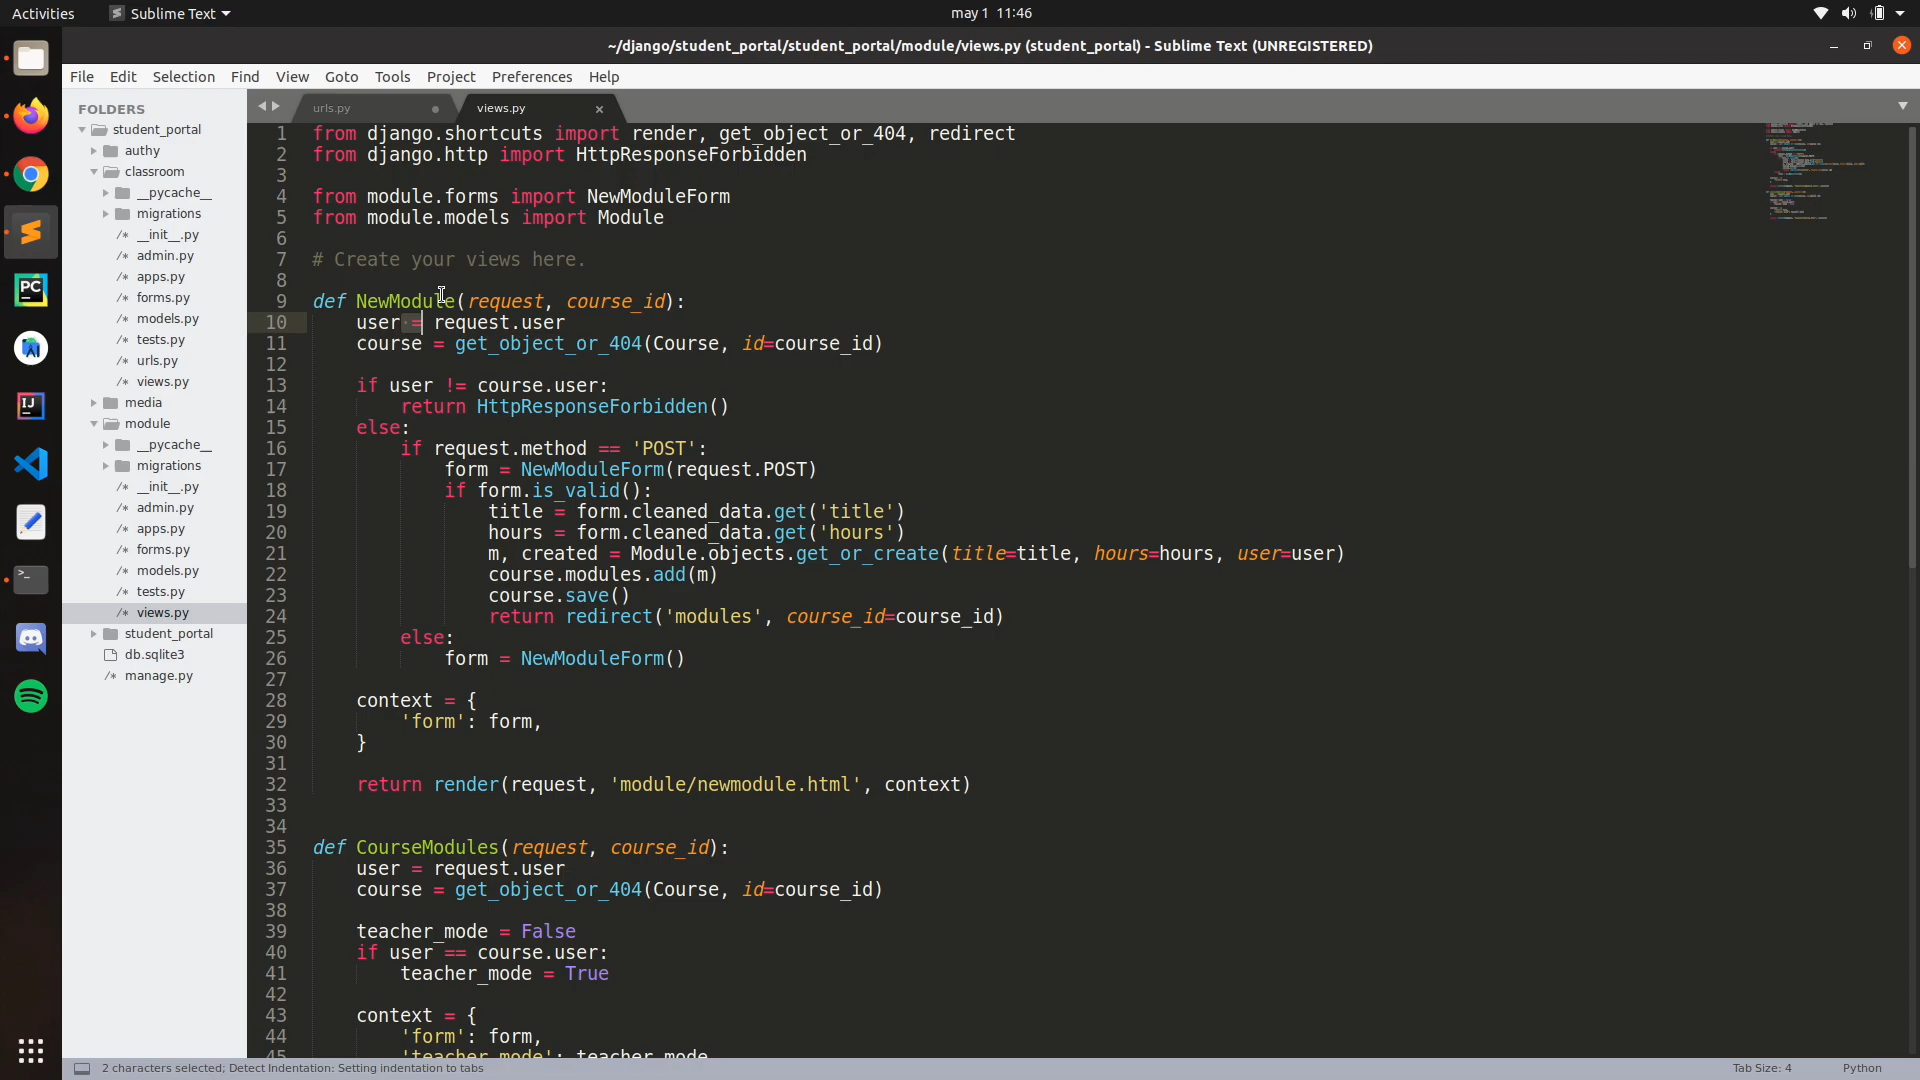 Activities
Sublime Text
may 1 11:46
~/django/student_portal/student_portal/module/views.py (student_portal) - Sublime Text (UNREGISTERED)
File Edit Selection Find View Goto Tools Project Preferences Help
FOLDERS
student_portal
authy
classroom
__pycache__
migrations
/* __init__.py
/* admin.py
/* apps.py
/* forms.py
/* models.py
/* tests.py
/* urls.py
/* views.py
media
module
__pycache__
migrations
/* __init__.py
/* admin.py
/* apps.py
/* forms.py
/* models.py
/* tests.py
/* views.py
student_portal
db.sqlite3
/* manage.py
PC
IJ
>_
urls.py
views.py
1 from django.shortcuts import render, get_object_or_404, redirect
2 from django.http import HttpResponseForbidden
3
4 from module.forms import NewModuleForm
5 from module.models import Module
6
7 # Create your views here.
8
9 def NewModule(request, course_id):
10 user = request.user
11 course = get_object_or_404(Course, id=course_id)
12
13 if user != course.user:
14 return HttpResponseForbidden()
15 else:
16 if request.method == 'POST':
17 form = NewModuleForm(request.POST)
18 if form.is_valid():
19 title = form.cleaned_data.get('title')
20 hours = form.cleaned_data.get('hours')
21 m, created = Module.objects.get_or_create(title=title, hours=hours, user=user)
22 course.modules.add(m)
23 course.save()
24 return redirect('modules', course_id=course_id)
25 else:
26 form = NewModuleForm()
27
28 context = {
29 'form': form,
30 }
31
32 return render(request, 'module/newmodule.html', context)
33
34
35 def CourseModules(request, course_id):
36 user = request.user
37 course = get_object_or_404(Course, id=course_id)
38
39 teacher_mode = False
40 if user == course.user:
41 teacher_mode = True
42
43 context = {
44 'form': form,
45 'teacher_mode': teacher_mode
2 characters selected; Detect Indentation: Setting indentation to tabs
Tab Size: 4
Python